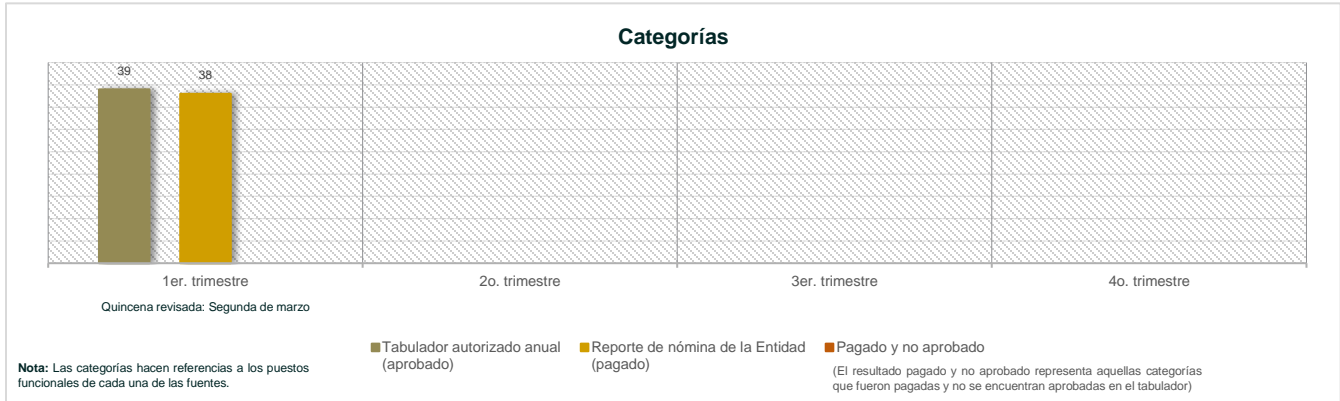 Categorías
39
38
1er. trimestre
2o. trimestre
3er. trimestre
4o. trimestre
Quincena revisada: Segunda de marzo
Tabulador autorizado anual
(aprobado)
Reporte de nómina de la Entidad
(pagado)
Pagado y no aprobado
(El resultado pagado y no aprobado representa aquellas categorías
que fueron pagadas y no se encuentran aprobadas en el tabulador)
Nota: Las categorías hacen referencias a los puestos
funcionales de cada una de las fuentes.